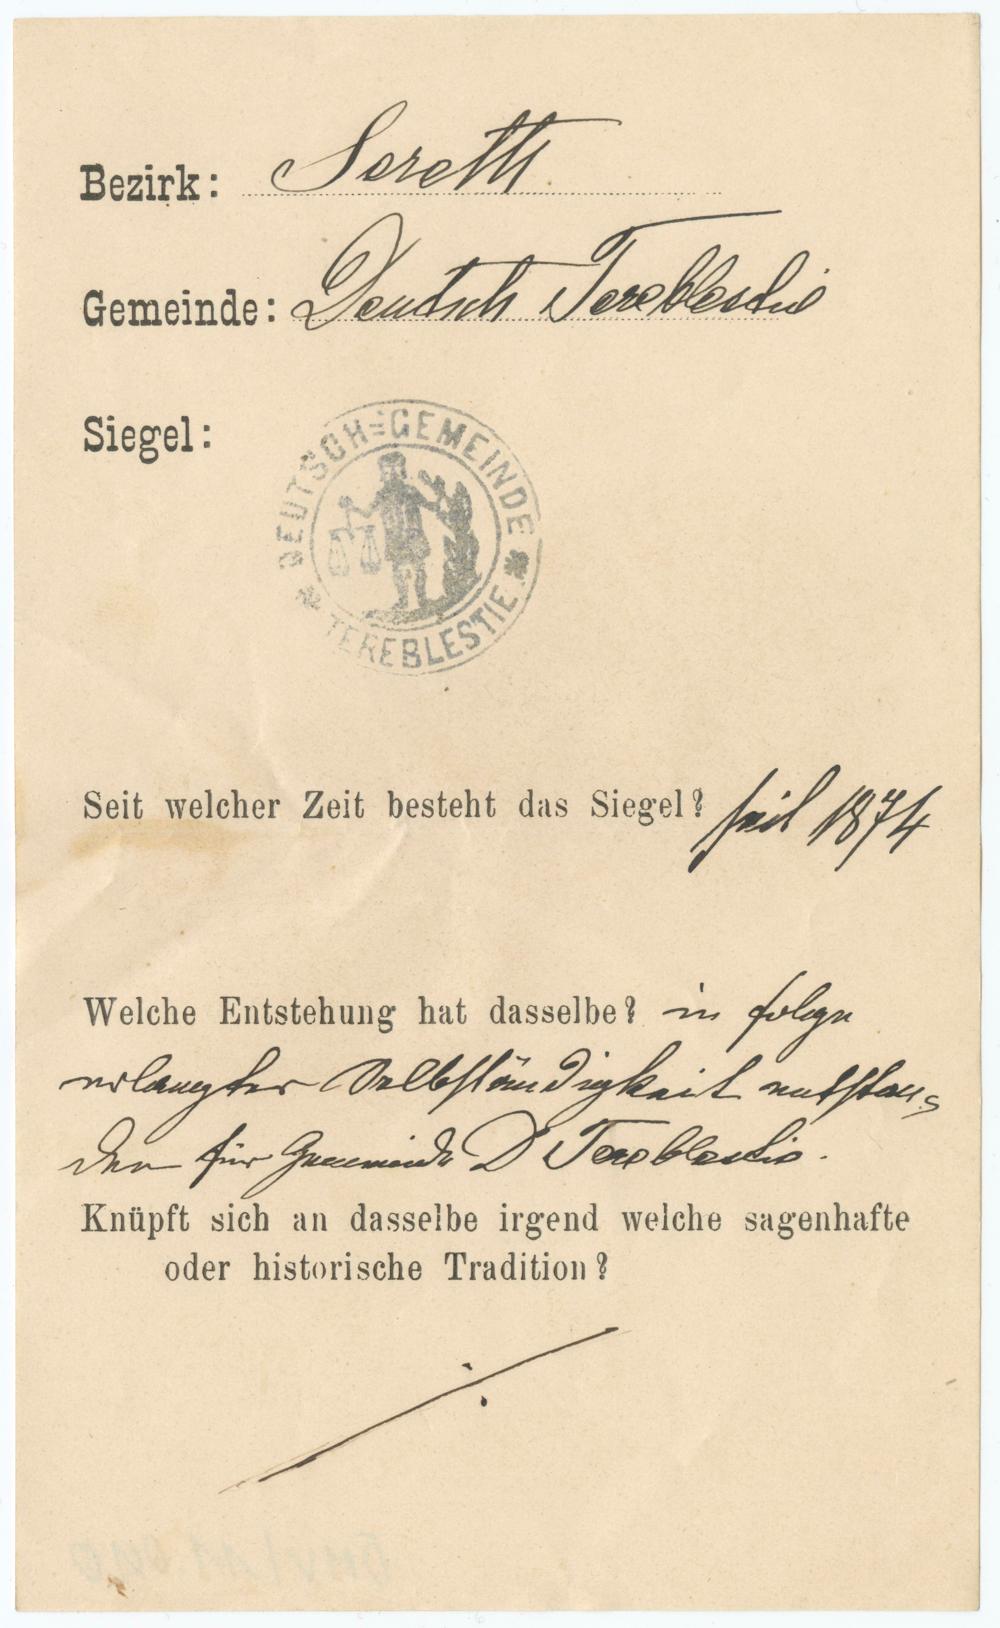 Bezirk: Sereth
Gemeinde: Deutsch Tereblestie
Siegel:
DEUTSCH=GEMEINDE
* TEREBLESTIE *
Seit welcher Zeit besteht das Siegel? seit 1874
Welche Entstehung hat dasselbe? in folge
erlangter Selbständigkeit entstan=
den für Gemeinde D Tereblestie.
Knüpft sich an dasselbe irgend welche sagenhafte
oder historische Tradition?